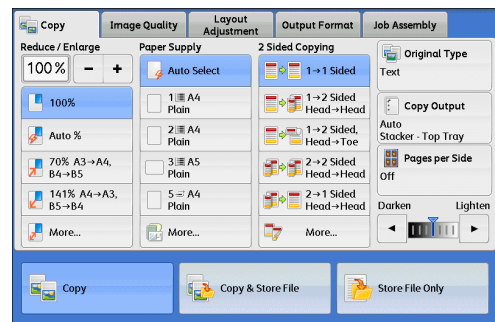 Copy
Image Quality
Layout
Adjustment
Output Format
Job Assembly
Reduce / Enlarge
100%
-
+
100%
Auto %
70% A3→A4,
B4→B5
141% A4→A3,
B5→B4
More...
Paper Supply
Auto Select
1 A4
Plain
2 A4
Plain
3 A5
Plain
5 A4
Plain
More...
2 Sided Copying
1→1 Sided
1→2 Sided
Head→Head
1→2 Sided,
Head→Toe
2→2 Sided
Head→Head
2→1 Sided
Head→Head
More...
Original Type
Text
Copy Output
Auto
Stacker - Top Tray
Pages per Side
Off
Darken Lighten
Copy
Copy & Store File
Store File Only